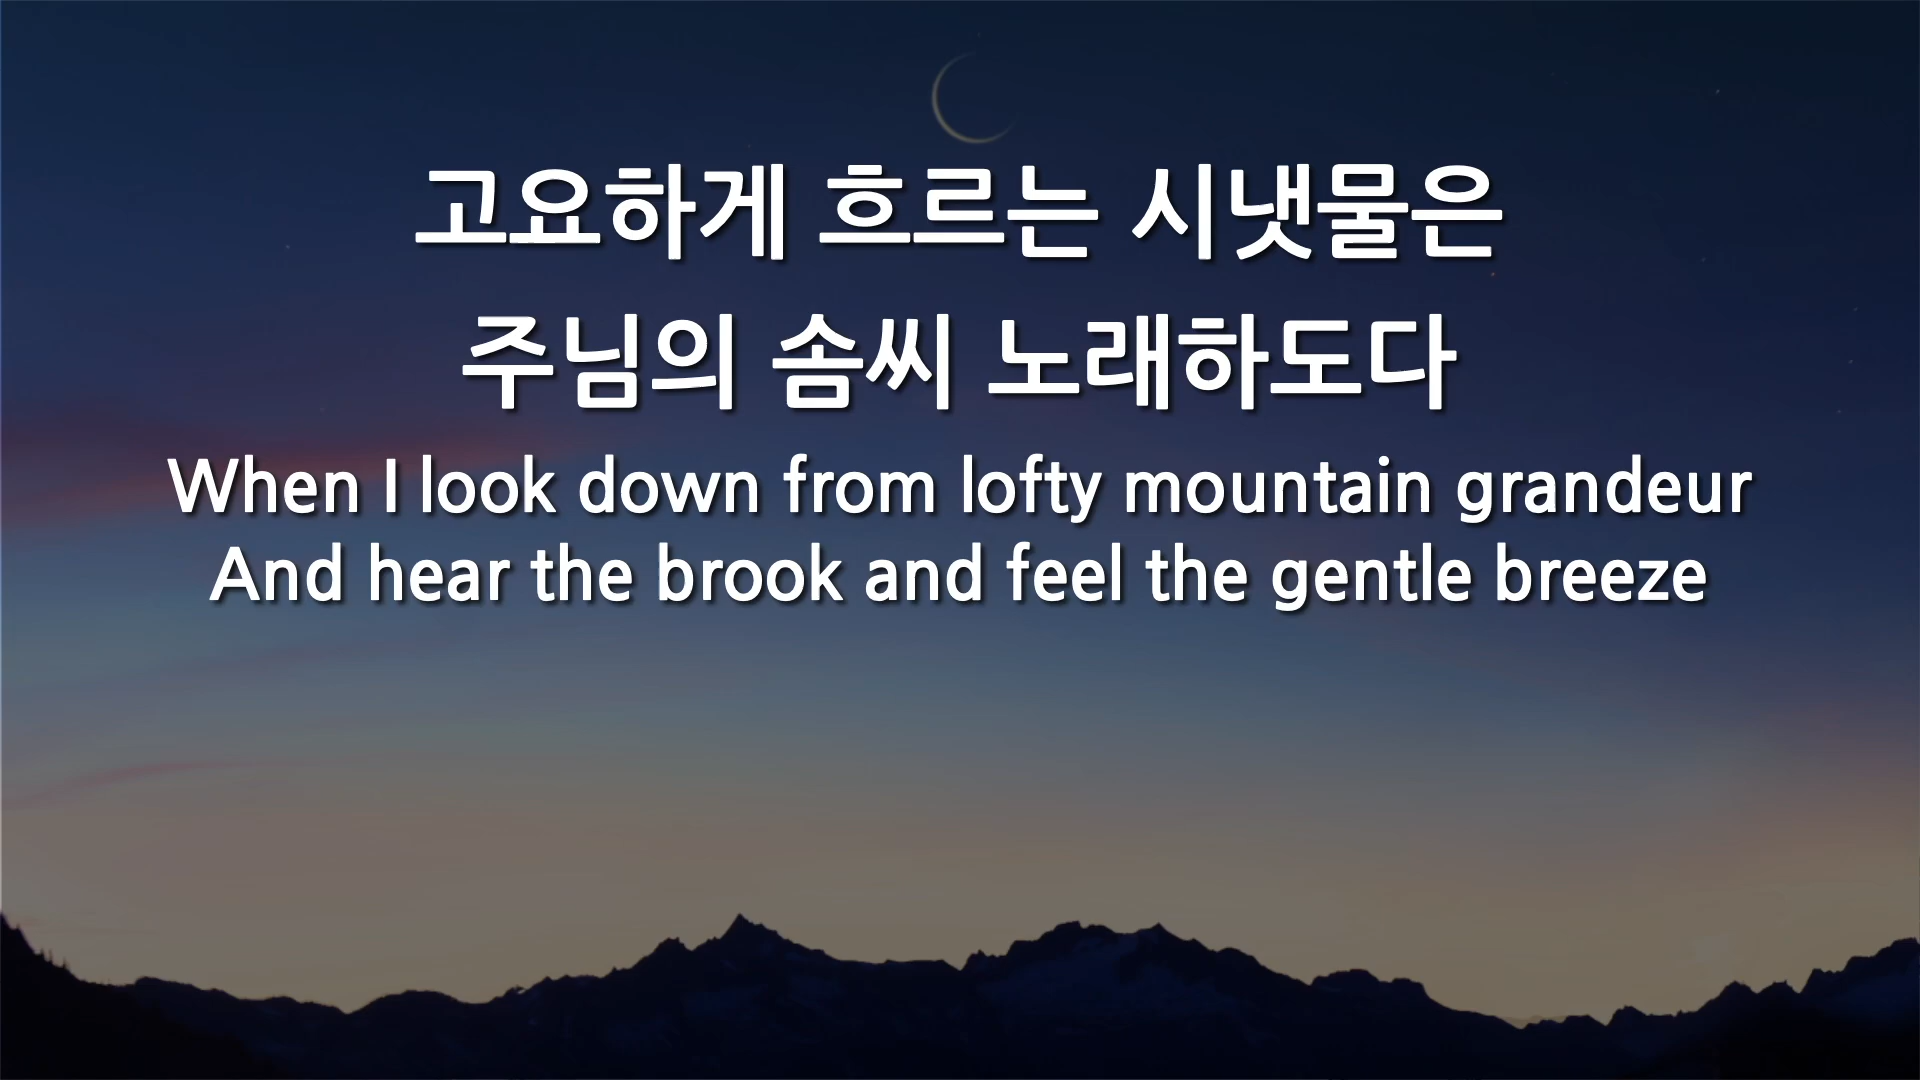 고요하게 흐르는 시냇물은
주님의 솜씨 노래하도다
When I look down from lofty mountain grandeur
And hear the brook and feel the gentle breeze